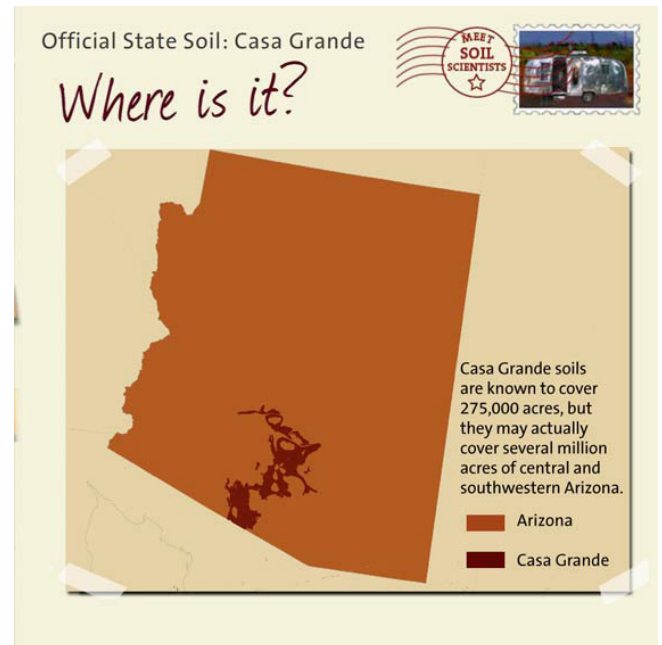 Official State Soil: Casa Grande
MEET
SOIL
SCIENTISTS
Where is it?
Casa Grande soils
are known to cover
275,000 acres, but
they may actually
cover several million
acres of central and
southwestern Arizona.
Arizona
Casa Grande